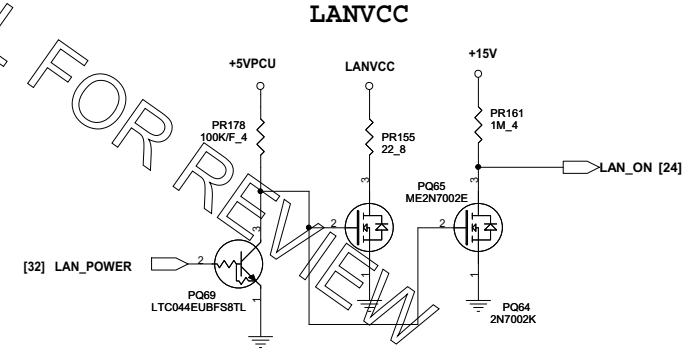 LANVCC
L FOR REVIEW
+5VPCU
LANVCC
+15V
PR178
100K/F_4
PR155
22_8
PR161
1M_4
3
3
3
LAN_ON [24]
PQ65
ME2N7002E
2
2
2
[32] LAN_POWER
PQ69
LTC044EUBFS8TL
1
1
1
PQ64
2N7002K